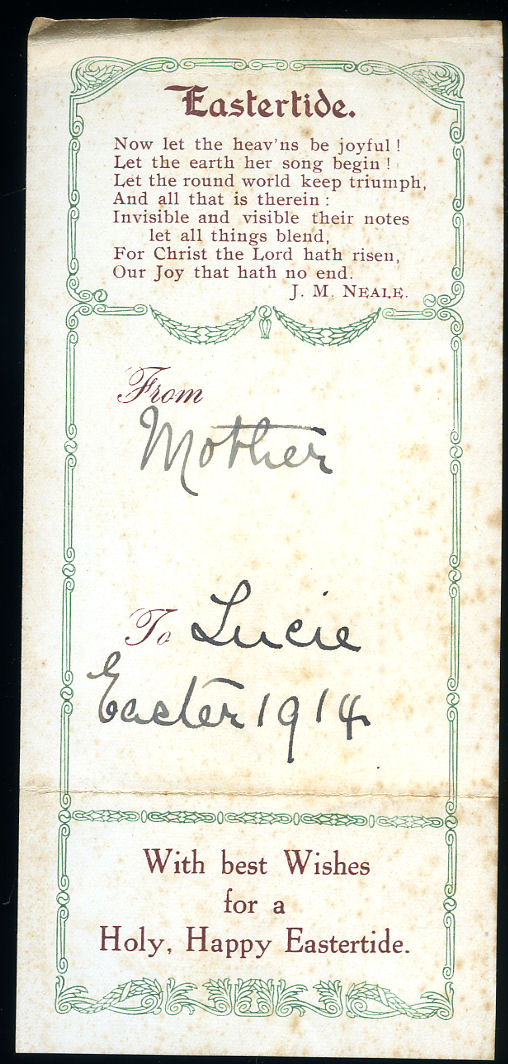 Eastertide.
Now let the heav'ns be joyful!
Let the earth her song begin!
Let the round world keep triumph,
And all that is therein:
Invisible and visible their notes
let all things blend,
For Christ the Lord hath risen,
Our Joy that hath no end.
J. M. NEALE.
From
Mother
To Lucie
Easter 1914
With best Wishes
for a
Holy, Happy Eastertide.